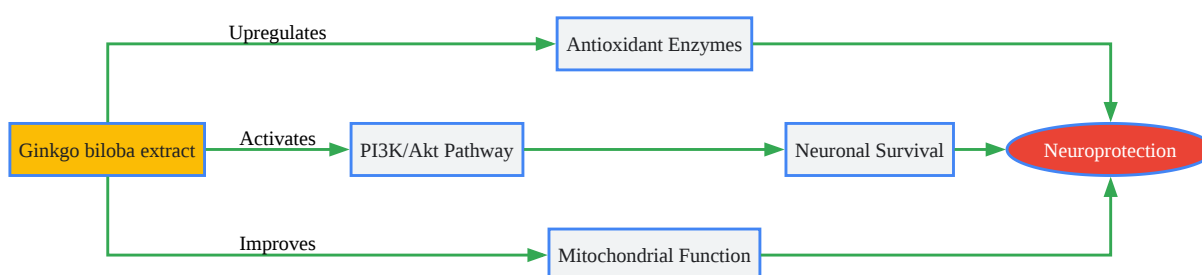 Upregulates
Antioxidant Enzymes
Ginkgo biloba extract
Activates
PI3K/Akt Pathway
Neuronal Survival
Neuroprotection
Improves
Mitochondrial Function